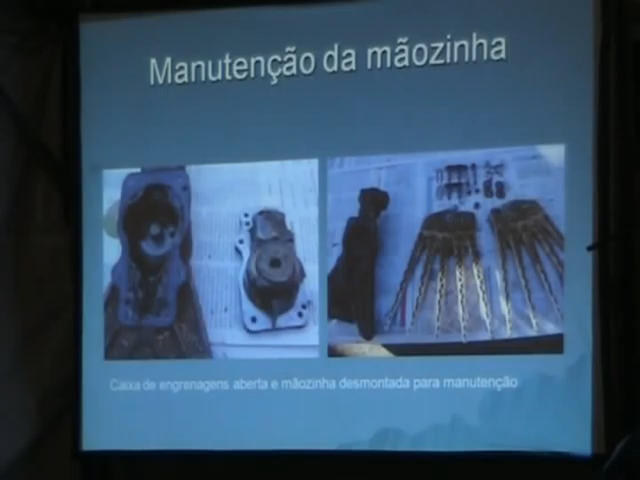 Manutenção da mãozinha
Caixa de engrenagens aberta e mãozinha desmontada para manutenção